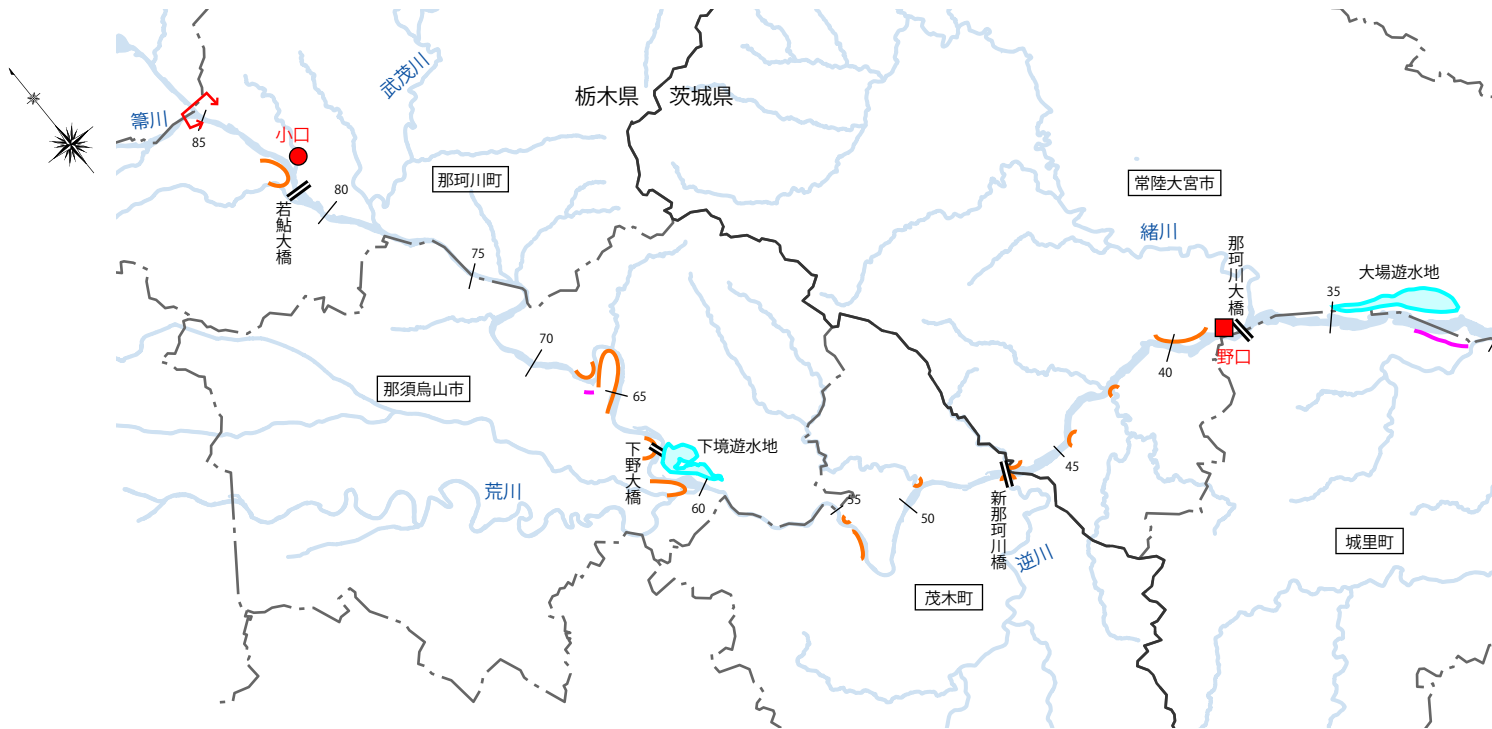 栃木県
茨城県
武茂川
箒川
85
小口
那珂川町
80
若鮎大橋
75
常陸大宮市
緒川
那珂川大橋
大場遊水地
35
野口
40
70
那須烏山市
65
下野大橋
下境遊水地
荒川
60
55
50
45
新那珂川橋
逆川
茂木町
城里町